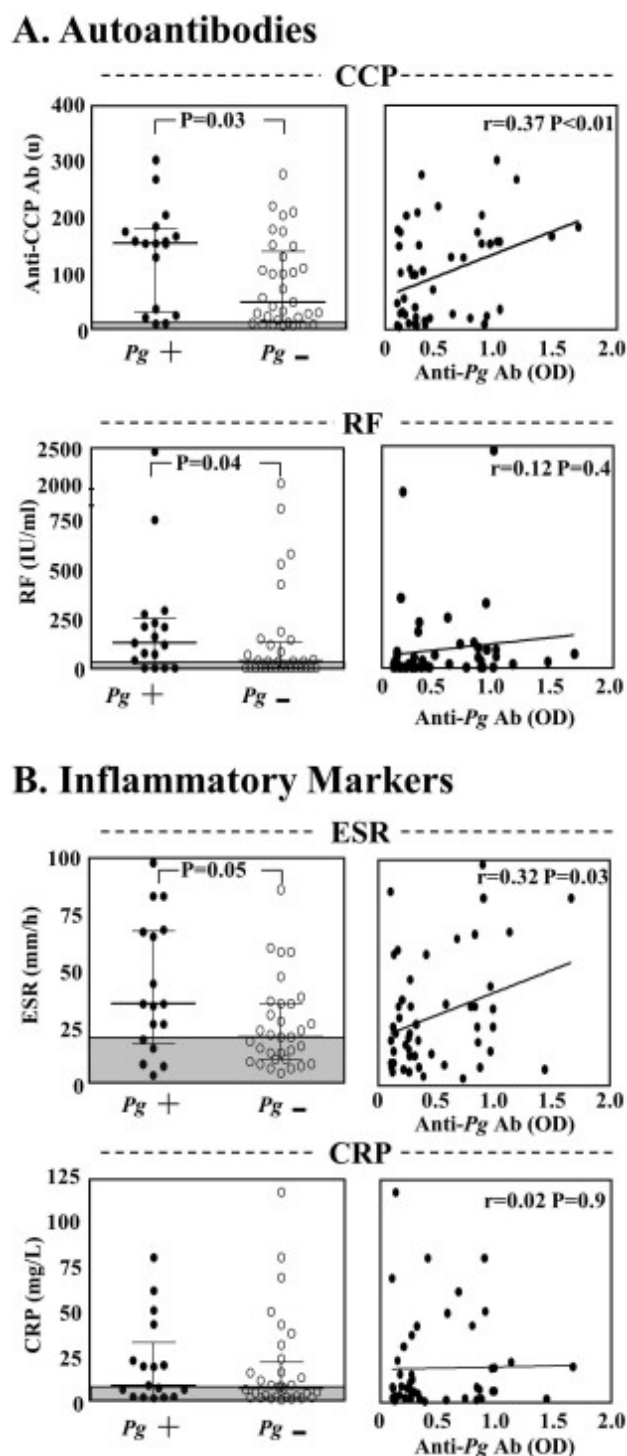 A. Autoantibodies
CCP
400
300
200
100
0
Anti-CCP Ab (u)
P=0.03
Pg +
Pg -
r=0.37 P<0.01
0
0.5
1.0
1.5
2.0
Anti-Pg Ab (OD)
RF
2500
2000
750
500
250
0
RF (IU/ml)
P=0.04
Pg +
Pg -
r=0.12 P=0.4
0
0.5
1.0
1.5
2.0
Anti-Pg Ab (OD)
B. Inflammatory Markers
ESR
100
75
50
25
0
ESR (mm/h)
P=0.05
Pg +
Pg -
r=0.32 P=0.03
0
0.5
1.0
1.5
2.0
Anti-Pg Ab (OD)
CRP
125
100
75
50
25
0
CRP (mg/L)
Pg +
Pg -
r=0.02 P=0.9
0
0.5
1.0
1.5
2.0
Anti-Pg Ab (OD)